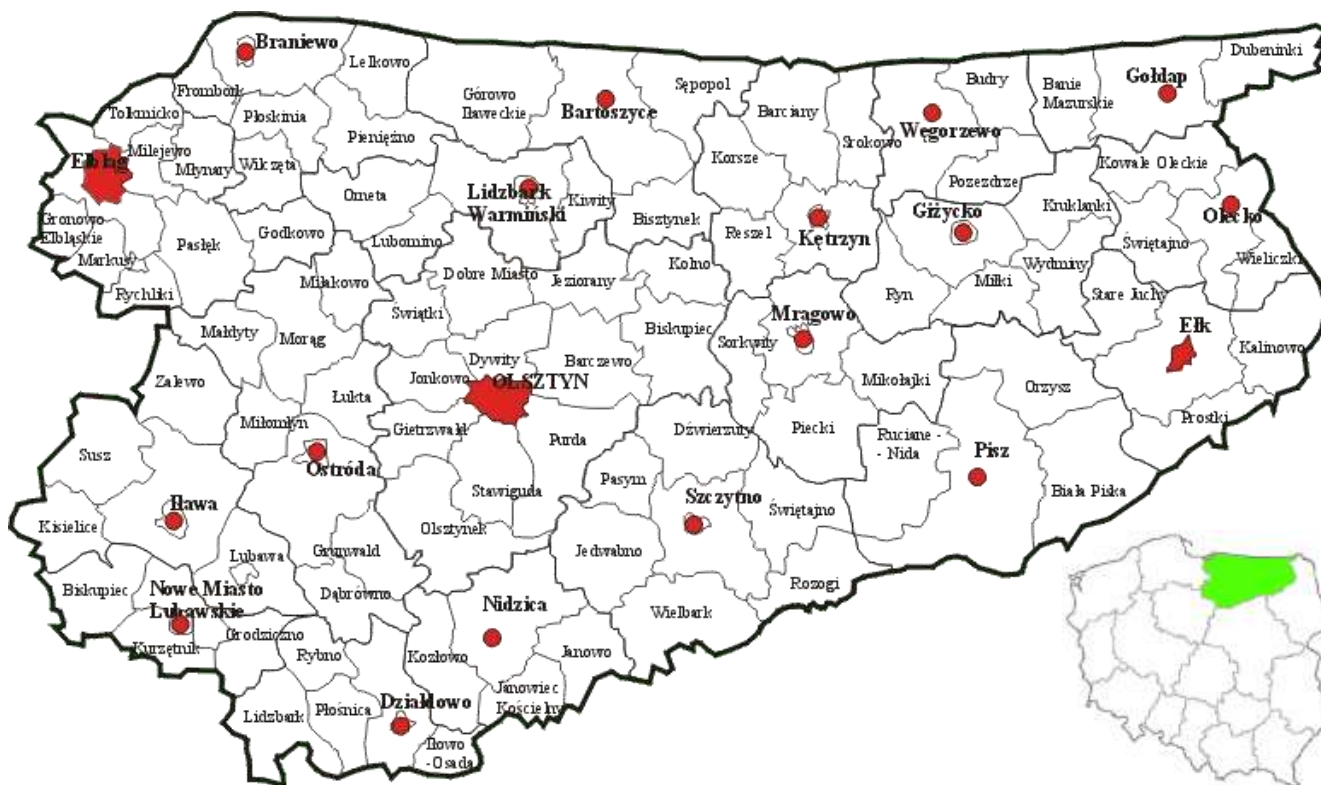 Braniewo
Lelkowo
Dubeninki
Sępopol
Budry
Banie
Mazurskie
Gołdap
Frombork
Górowo
Iławeckie
Bartoszyce
Barciany
Tolkmicko
Płoskinia
Węgorzewo
Pieniężno
Srokowo
Milejewo
Młynary
Wilczęta
Elbląg
Korsze
Kowale Oleckie
Orneta
Lidzbark
Warmiński
Kiwity
Pozezdrze
Kruklanki
Olecko
Gronowo
Elbląskie
Godkowo
Bisztynek
Reszel
Kętrzyn
Giżycko
Pasłęk
Lubomino
Świętajno
Markusy
Kolno
Wydminy
Wieliczki
Rychliki
Miłakowo
Dobre Miasto
Jeziorany
Ryn
Miłki
Stare Juchy
Małdyty
Morąg
Świątki
Biskupiec
Mrągowo
Sorkwity
Ełk
Kalinowo
Zalewo
Dywity
Barczewo
Jonkowo
OLSZTYN
Mikołajki
Orzysz
Łukta
Miłomłyn
Gietrzwałd
Purda
Dźwierzuty
Piecki
Ruciane -
- Nida
Prostki
Susz
Ostróda
Pisz
Stawiguda
Pasym
Szczytno
Biała Piska
Iława
Kisielice
Olsztynek
Świętajno
Lubawa
Grunwald
Jedwabno
Biskupiec
Nowe Miasto
Lukawskie
Dąbrówno
Rozogi
Nidzica
Wielbark
Kurzętnik
Grodziczno
Rybno
Kozłowo
Janowo
Janowiec
Kościelny
Lidzbark
Płośnica
Działdowo
Iłowo
-Osada